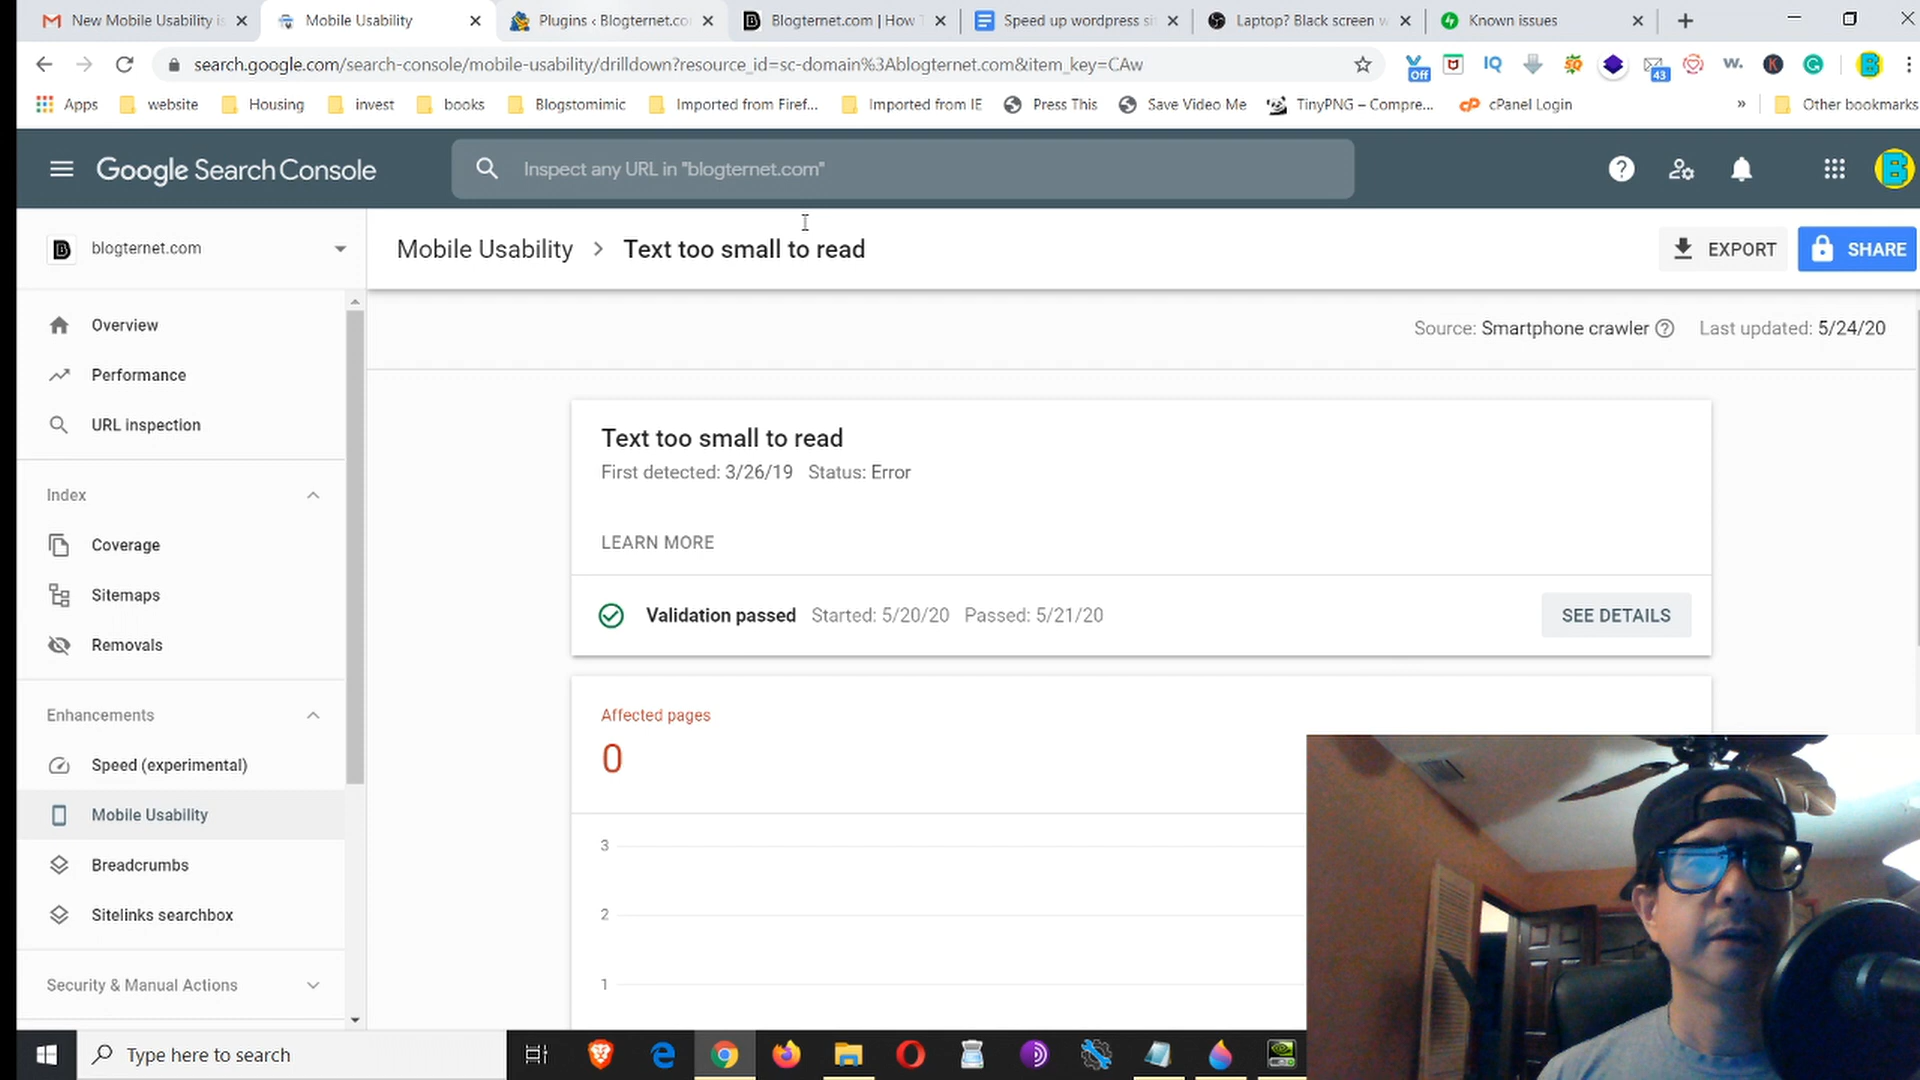 New Mobile Usability is
Mobile Usability
Plugins ‹ Blogternet.co
Blogternet.com | How T
Speed up wordpress sit
Laptop? Black screen w
Known issues
search.google.com/search-console/mobile-usability/drilldown?resource_id=sc-domain%3Ablogternet.com&item_key=CAw
Off
IQ
SQ
43
w.
K
Apps
website
Housing
invest
books
Blogstomimic
Imported from Firef...
Imported from IE
Press This
Save Video Me
TinyPNG – Compre...
cP
cPanel Login
»
Other bookmarks
Google Search Console
Inspect any URL in "blogternet.com"
B
blogternet.com
Mobile Usability > Text too small to read
EXPORT
SHARE
Source: Smartphone crawler
Last updated: 5/24/20
Overview
Performance
URL inspection
Index
Coverage
Sitemaps
Removals
Enhancements
Speed (experimental)
Mobile Usability
Breadcrumbs
Sitelinks searchbox
Security & Manual Actions
Text too small to read
First detected: 3/26/19 Status: Error
LEARN MORE
Validation passed Started: 5/20/20 Passed: 5/21/20
SEE DETAILS
Affected pages
0
3
2
1
Type here to search